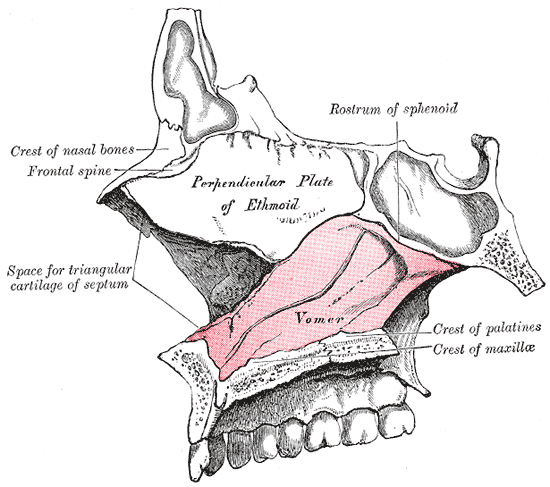 Rostrum of sphenoid
Crest of nasal bones
Frontal spine
Perpendicular Plate
of Ethmoid
Space for triangular
cartilage of septum
Vomer
Crest of palatines
Crest of maxillæ